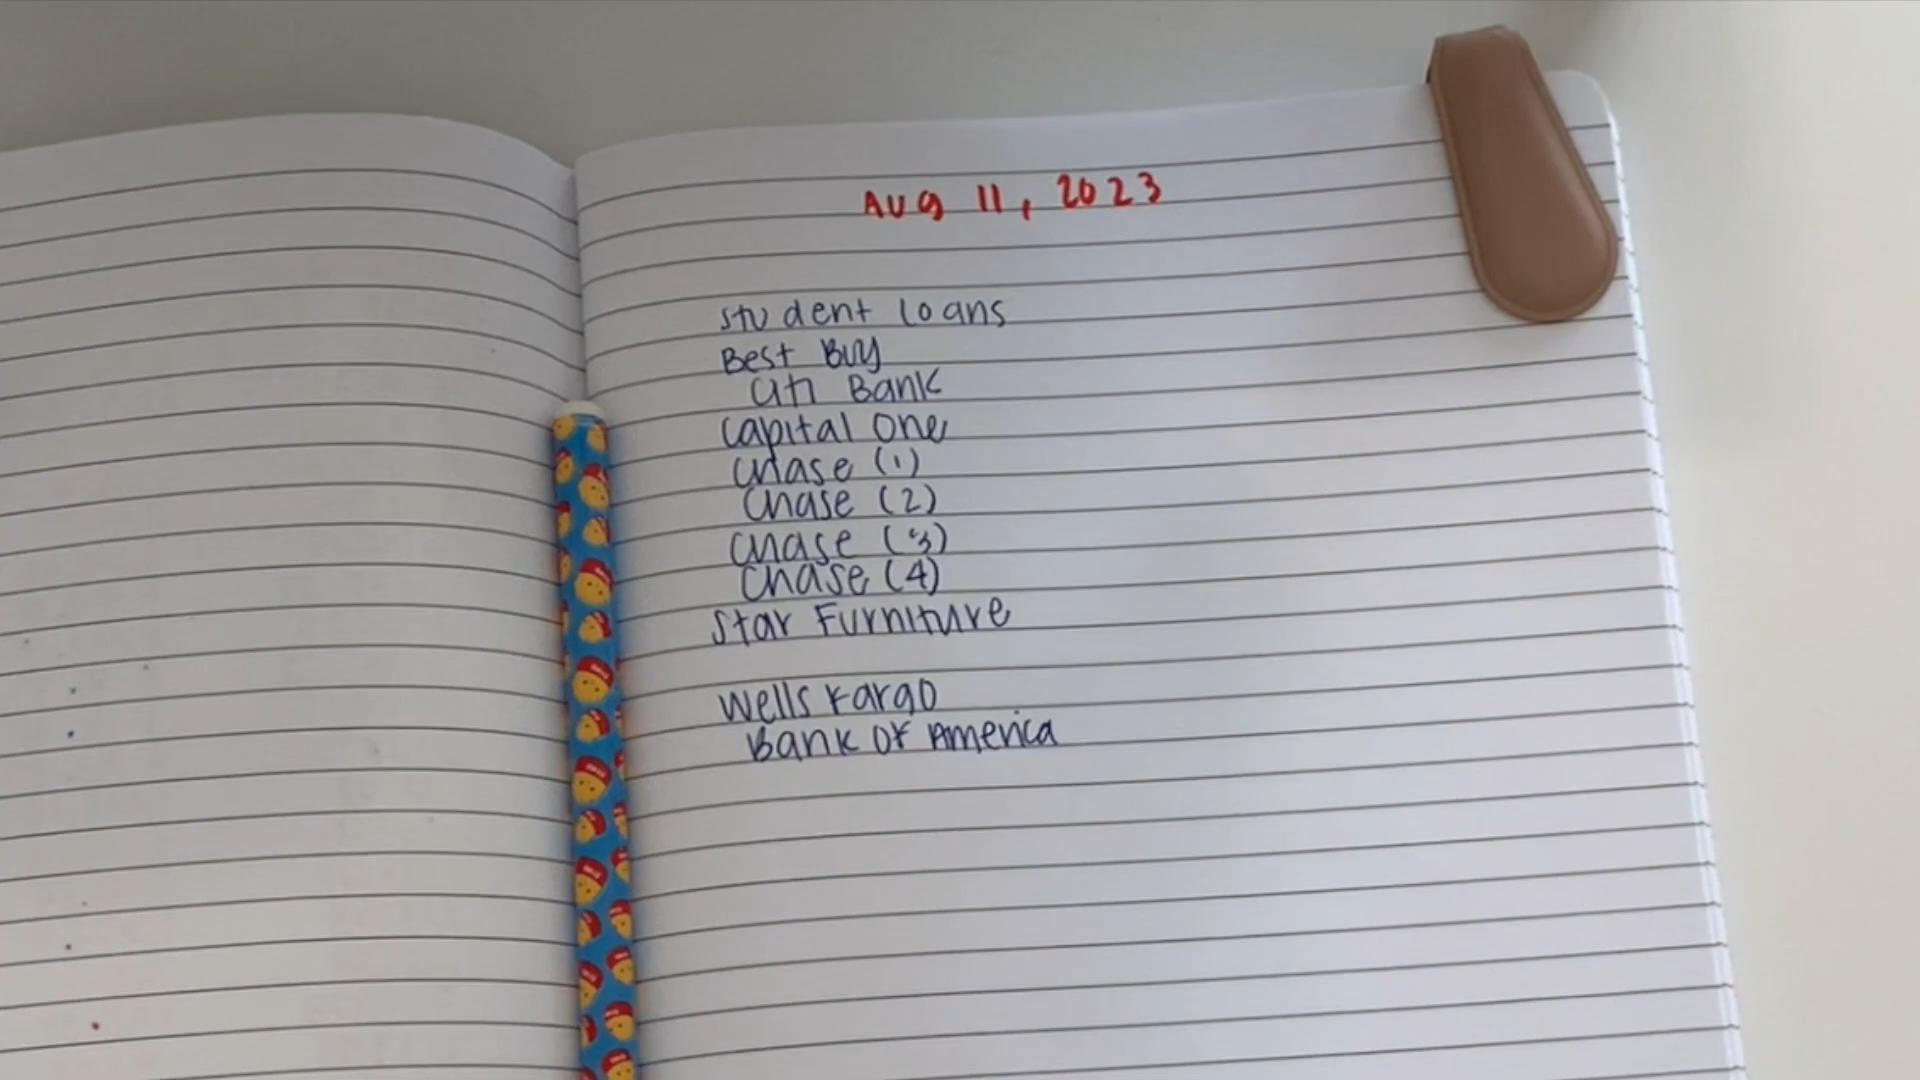 Aug 11, 2023
Student Loans
Best Buy
Citi Bank
Capital One
Chase (1)
Chase (2)
Chase (3)
Chase (4)
Star Furniture
Wells Fargo
Bank of America